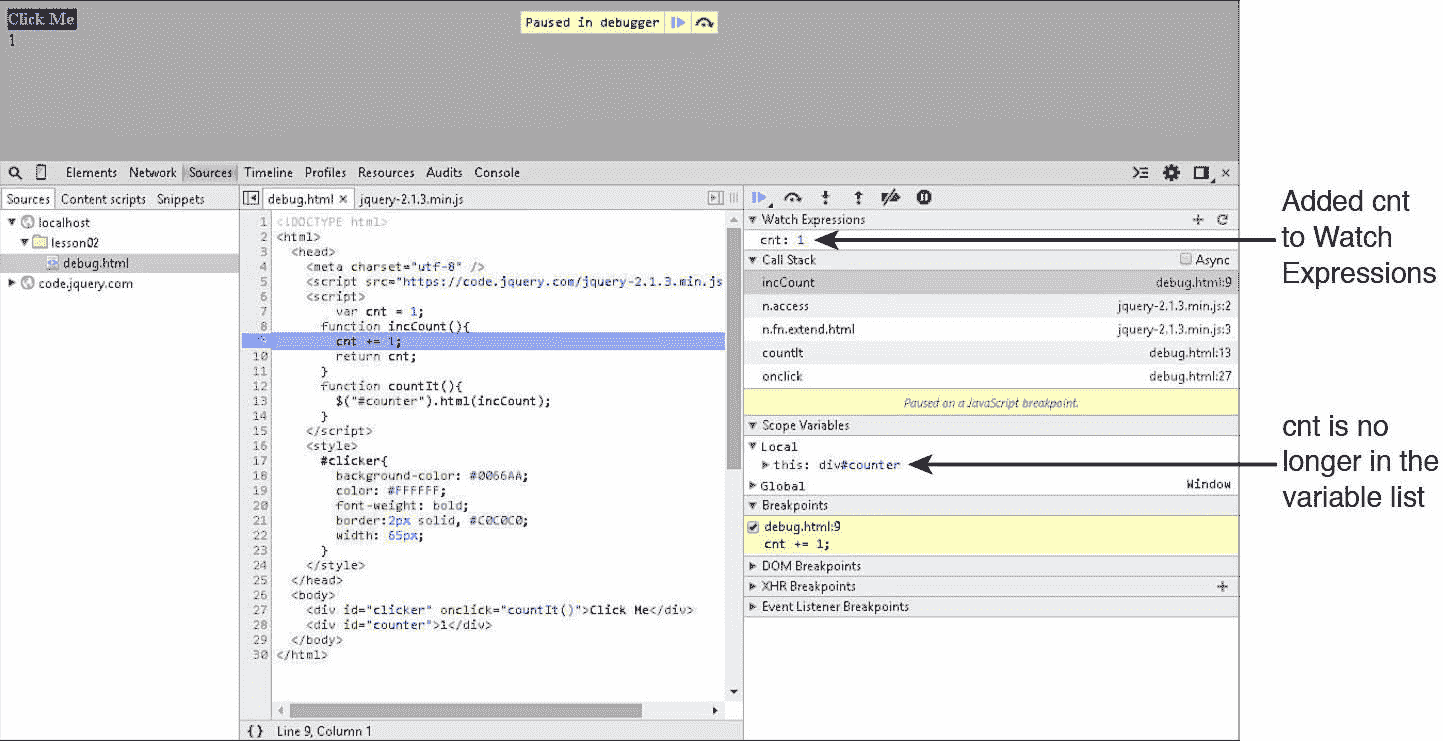 Click Me
1
Paused in debugger
Elements Network Sources Timeline Profiles Resources Audits Console
Sources Content scripts Snippets
localhost
lesson02
debug.html
code.jquery.com
debug.html × jquery-2.1.3.min.js
1 <!DOCTYPE html>
2 <html>
3 <head>
4 <meta charset="utf-8" />
5 <script src="https://code.jquery.com/jquery-2.1.3.min.js
6 <script>
7 var cnt = 1;
8 function incCount(){
9 cnt += 1;
10 return cnt;
11 }
12 function countIt(){
13 $("#counter").html(incCount);
14 }
15 </script>
16 <style>
17 #clicker{
18 background-color: #0066AA;
19 color: #FFFFFF;
20 font-weight: bold;
21 border:2px solid, #C0C0C0;
22 width: 65px;
23 }
24 </style>
25 </head>
26 <body>
27 <div id="clicker" onclick="countIt()">Click Me</div>
28 <div id="counter">1</div>
29 </body>
30 </html>
{} Line 9, Column 1
Watch Expressions
cnt: 1
Call Stack Async
incCount debug.html:9
n.access jquery-2.1.3.min.js:2
n.fn.extend.html jquery-2.1.3.min.js:3
countIt debug.html:13
onclick debug.html:27
Paused on a JavaScript breakpoint.
Scope Variables
Local
this: div#counter
Global Window
Breakpoints
debug.html:9
cnt += 1;
DOM Breakpoints
XHR Breakpoints
Event Listener Breakpoints
Added cnt
to Watch
Expressions
cnt is no
longer in the
variable list